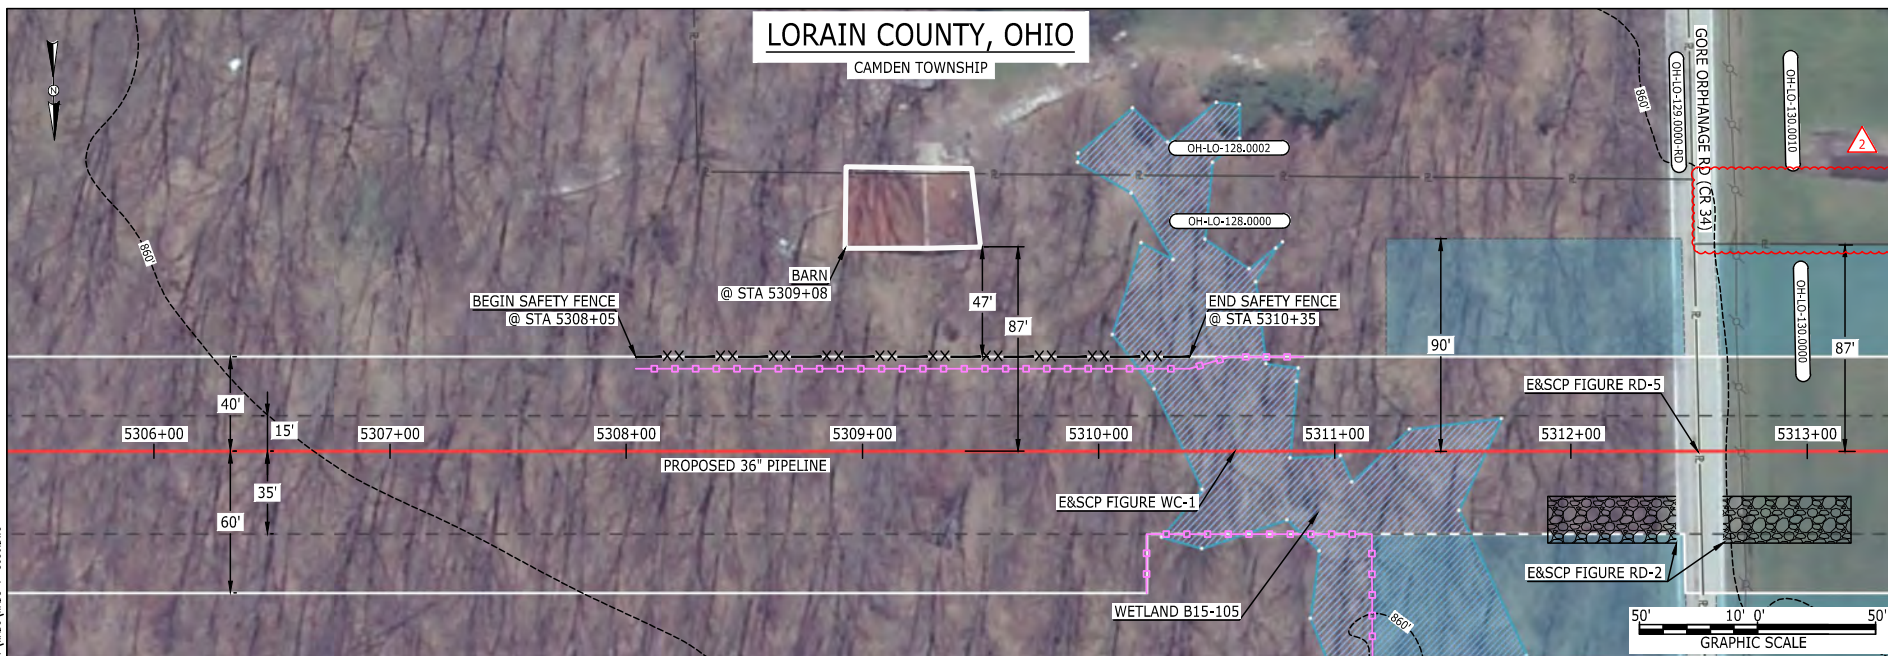 LORAIN COUNTY, OHIO
CAMDEN TOWNSHIP
N
860'
BARN
@ STA 5309+08
BEGIN SAFETY FENCE
@ STA 5308+05
47'
87'
END SAFETY FENCE
@ STA 5310+35
OH-LO-128.0002
OH-LO-128.0000
860'
OH-LO-129.0000-RD
GORE ORPHANAGE RD (CR 34)
OH-LO-130.0010
2
OH-LO-130.0000
90'
87'
E&SCP FIGURE RD-5
40'
15'
5306+00
5307+00
5308+00
5309+00
5310+00
5311+00
5312+00
5313+00
PROPOSED 36" PIPELINE
35'
60'
E&SCP FIGURE WC-1
E&SCP FIGURE RD-2
WETLAND B15-105
860'
50'
10'
0'
50'
GRAPHIC SCALE